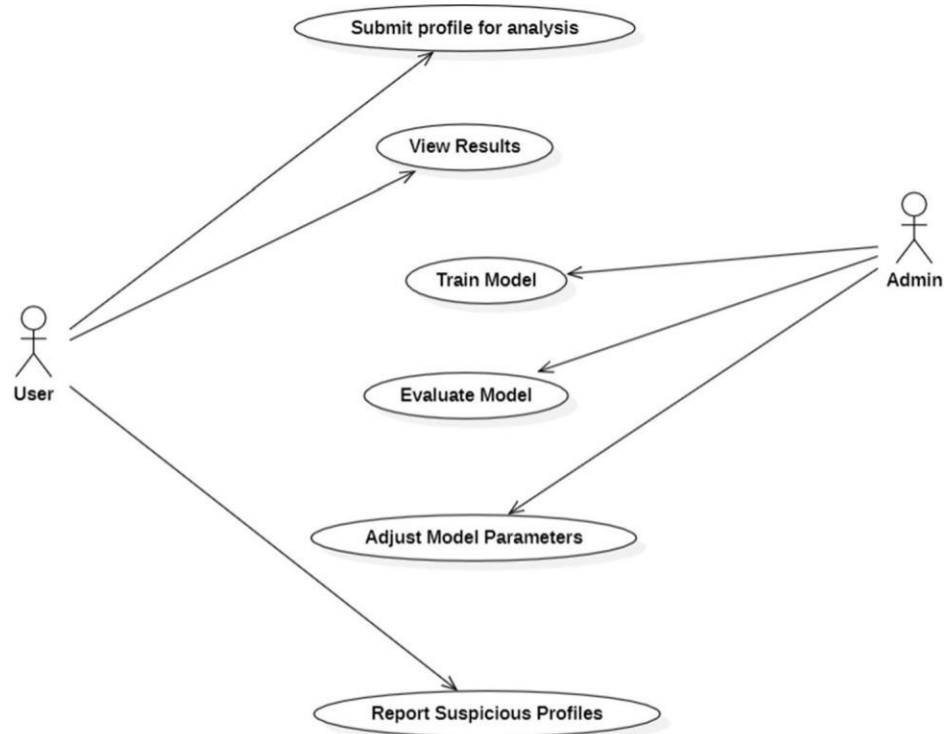 Submit profile for analysis
View Results
Train Model
Admin
User
Evaluate Model
Adjust Model Parameters
Report Suspicious Profiles